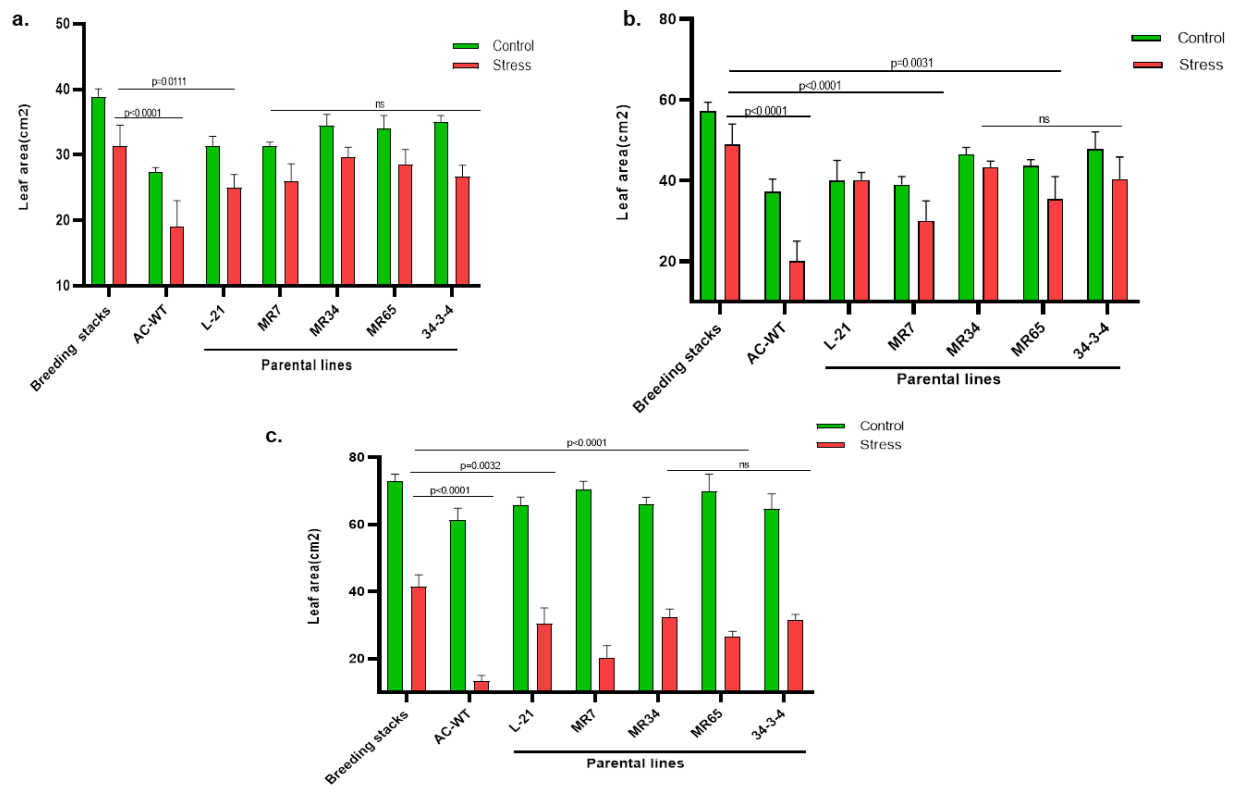 a.
50
40
30
20
10
Leaf area(cm2)
Control
Stress
p=0.0111
p<0.0001
ns
Breeding stacks
AC-WT
L-21
MR7
MR34
MR65
34-3-4
Parental lines
b.
80
60
40
20
Leaf area(cm2)
Control
Stress
p=0.0031
p<0.0001
p<0.0001
ns
Breeding stacks
AC-WT
L-21
MR7
MR34
MR65
34-3-4
Parental lines
c.
80
60
40
20
Leaf area(cm2)
Control
Stress
p<0.0001
p=0.0032
ns
p<0.0001
Breeding stacks
AC-WT
L-21
MR7
MR34
MR65
34-3-4
Parental lines